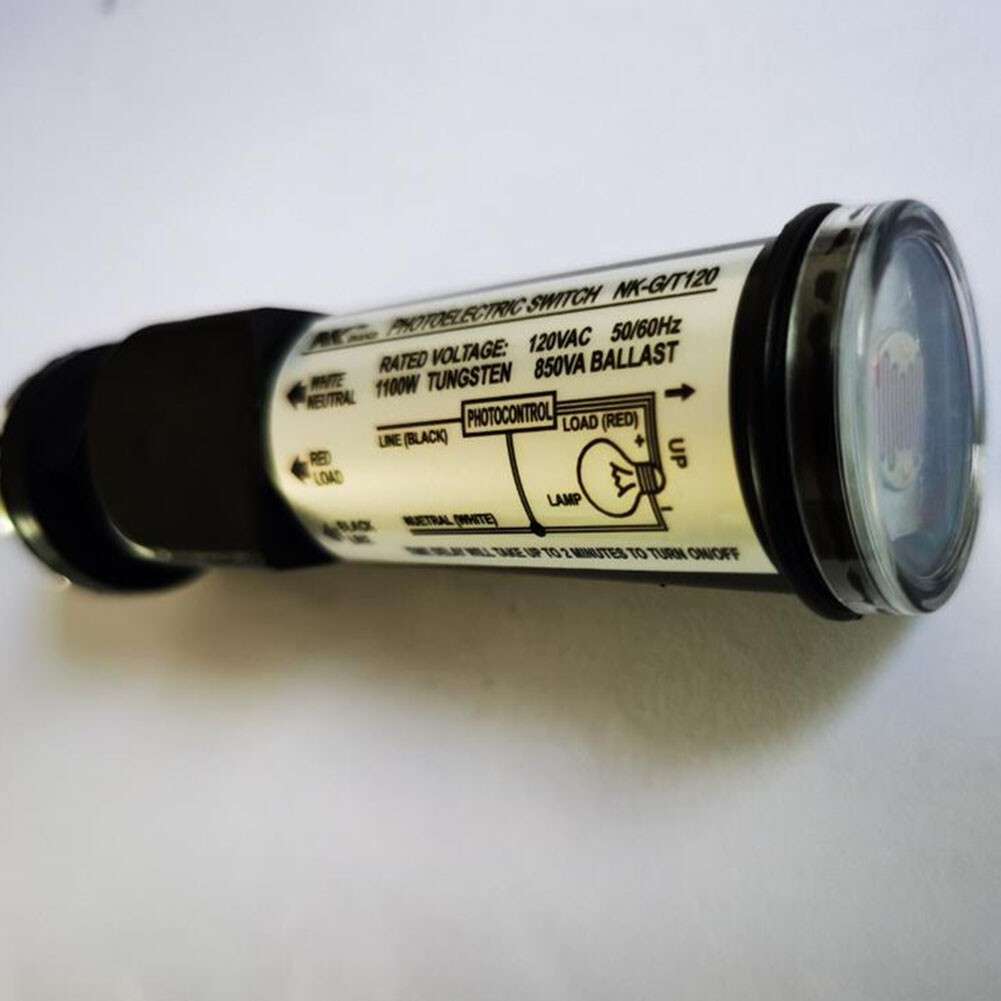 PHOTOELECTRIC SWITCH NK-G/T120
RATED VOLTAGE: 120VAC 50/60Hz
1100W TUNGSTEN 850VA BALLAST
WHITE
NEUTRAL
PHOTOCONTROL
LOAD (RED)
LINE (BLACK)
RED
LOAD
+
UP
LAMP
BLACK
NUETRAL (WHITE)
-
TIME DELAY WILL TAKE UP TO 2 MINUTES TO TURN ON/OFF